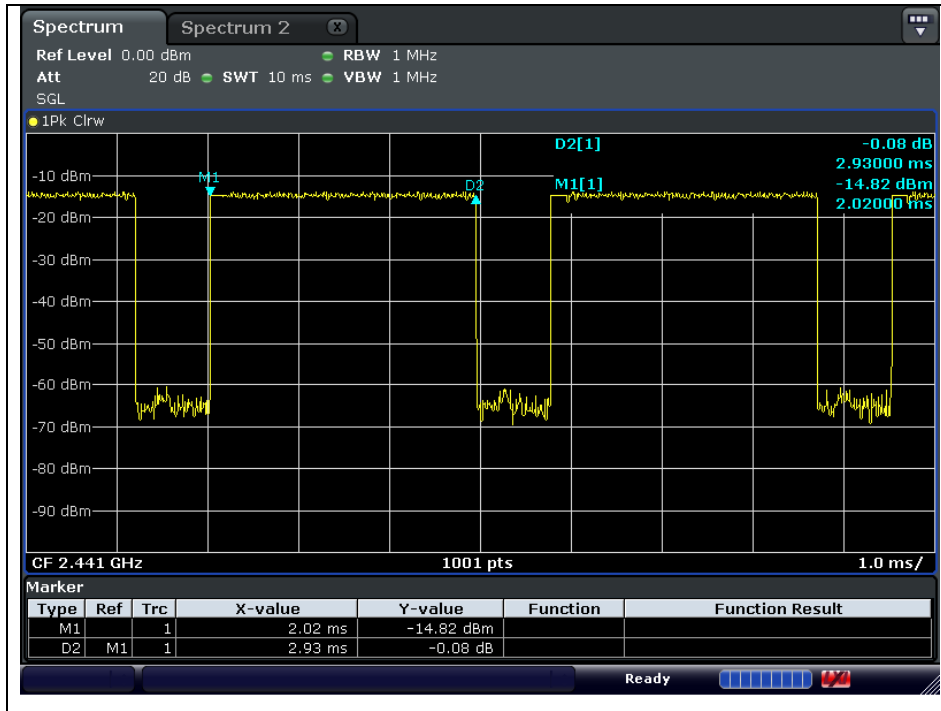 Spectrum Spectrum 2
Ref Level 0.00 dBm RBW 1 MHz
Att 20 dB SWT 10 ms VBW 1 MHz
SGL
1Pk Clrw
D2[1] -0.08 dB
2.93000 ms
-10 dBm M1 D2 M1[1] -14.82 dBm
2.02000 ms
-20 dBm
-30 dBm
-40 dBm
-50 dBm
-60 dBm
-70 dBm
-80 dBm
-90 dBm
CF 2.441 GHz 1001 pts 1.0 ms/
Marker
Type Ref Trc X-value Y-value Function Function Result
M1 1 2.02 ms -14.82 dBm
D2 M1 1 2.93 ms -0.08 dB
Ready